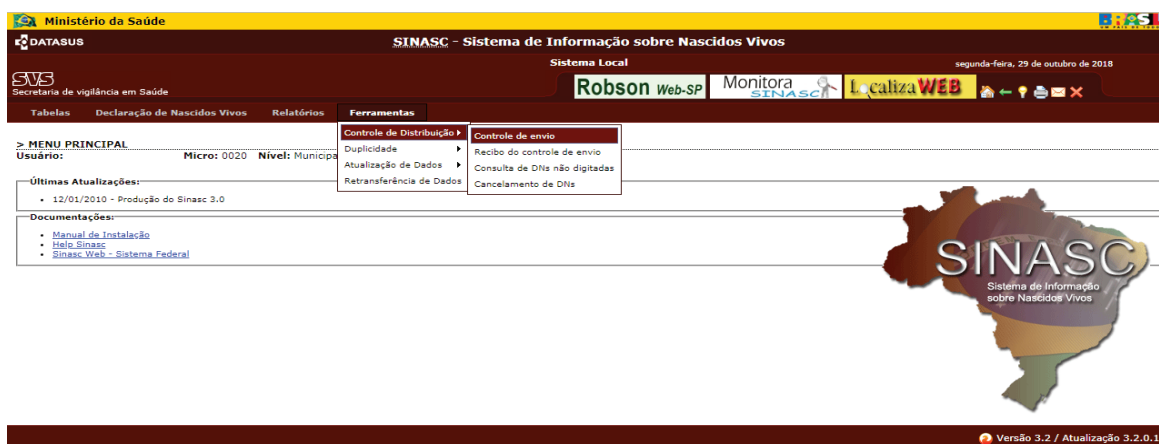 Ministério da Saúde
BRASIL
DATASUS
SINASC - Sistema de Informação sobre Nascidos Vivos
Sistema Local
segunda-feira, 29 de outubro de 2018
SVS
Secretaria de vigilância em Saúde
Robson Web-SP
Monitora
SINASC
LocalizaWEB
Tabelas Declaração de Nascidos Vivos Relatórios Ferramentas
Controle de Distribuição
Duplicidade
Atualização de Dados
Retransferência de Dados
Controle de envio
Recibo do controle de envio
Consulta de DNs não digitadas
Cancelamento de DNs
> MENU PRINCIPAL
Usuário: Micro: 0020 Nível: Municipa
Últimas Atualizações:
• 12/01/2010 - Produção do Sinasc 3.0
Documentações:
• Manual de Instalação
• Help Sinasc
• Sinasc Web - Sistema Federal
SINASC
Sistema de Informação
sobre Nascidos Vivos
Versão 3.2 / Atualização 3.2.0.1